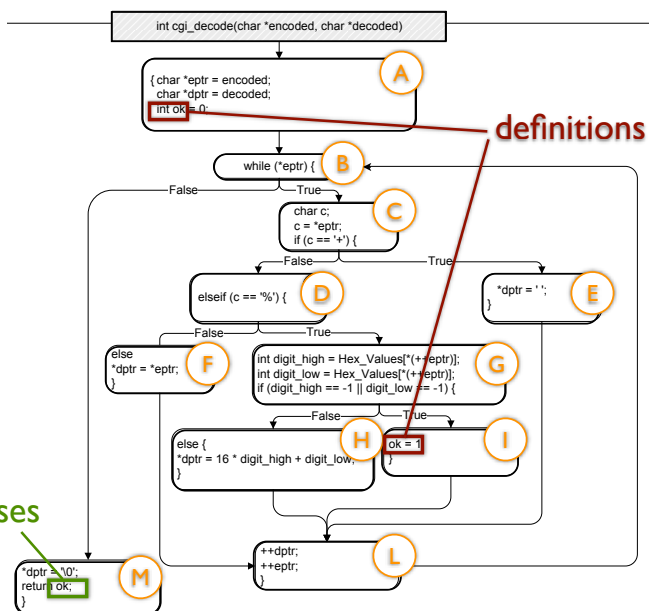 int cgi_decode(char *encoded, char *decoded)
A
{ char *eptr = encoded;
char *dptr = decoded;
int ok = 0;
definitions
while (*eptr) {
B
False
True
char c;
c = *eptr;
if (c == '+') {
C
False
True
elseif (c == '%') {
D
*dptr = ' ';
}
E
False
True
else
*dptr = *eptr;
}
F
int digit_high = Hex_Values[*(++eptr)];
int digit_low = Hex_Values[*(++eptr)];
if (digit_high == -1 || digit_low == -1) {
G
False
True
else {
*dptr = 16 * digit_high + digit_low;
}
H
ok = 1
}
I
ses
++dptr;
++eptr;
}
L
*dptr = '\0';
return ok;
}
M